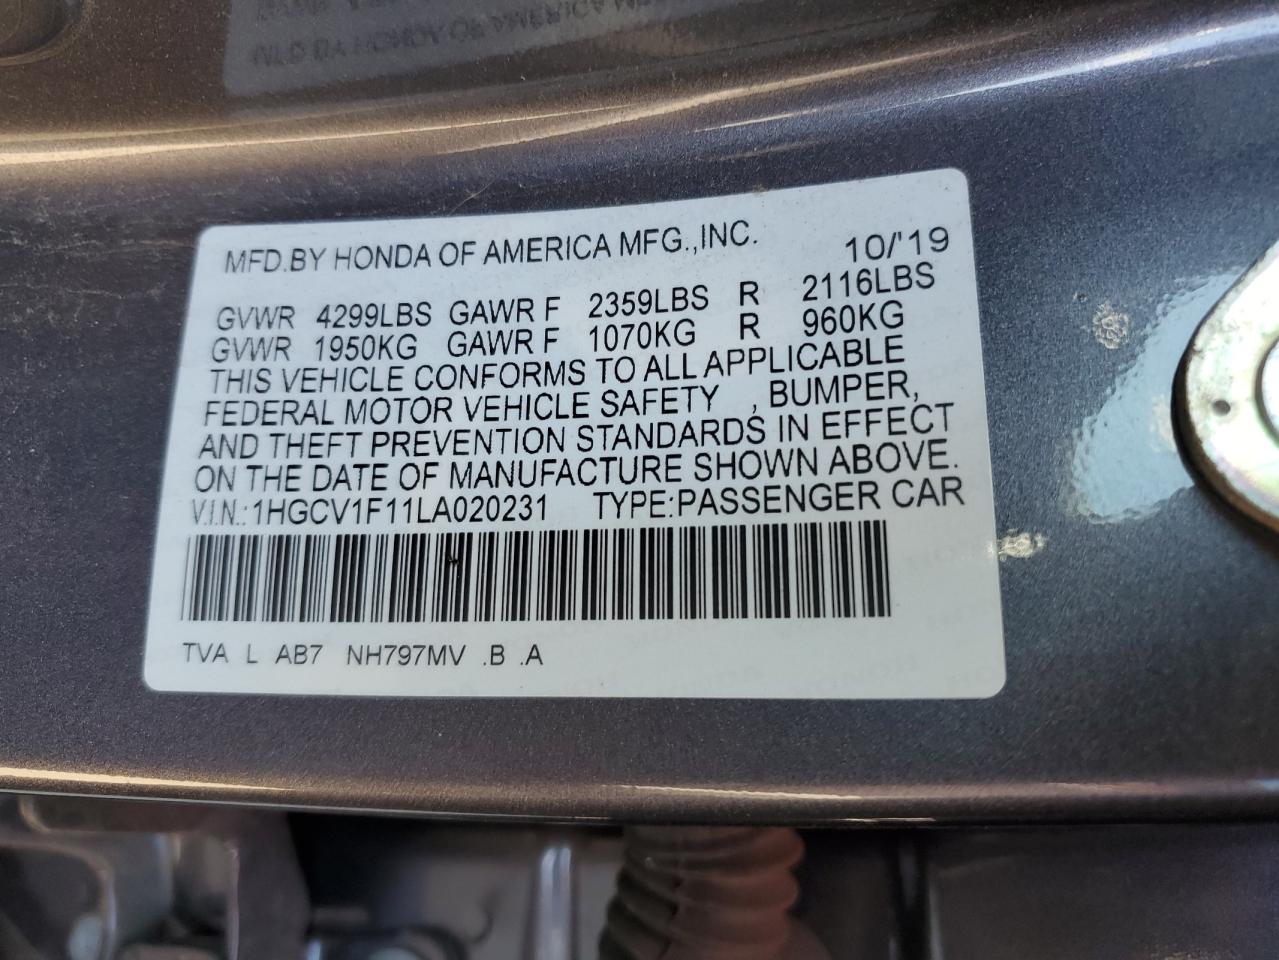 MFD.BY HONDA OF AMERICA MFG.,INC. 10/'19
GVWR 4299LBS GAWR F 2359LBS R 2116LBS
GVWR 1950KG GAWR F 1070KG R 960KG
THIS VEHICLE CONFORMS TO ALL APPLICABLE
FEDERAL MOTOR VEHICLE SAFETY , BUMPER,
AND THEFT PREVENTION STANDARDS IN EFFECT
ON THE DATE OF MANUFACTURE SHOWN ABOVE.
V.I.N.:1HGCV1F11LA020231 TYPE:PASSENGER CAR
TVA L AB7 NH797MV .B .A